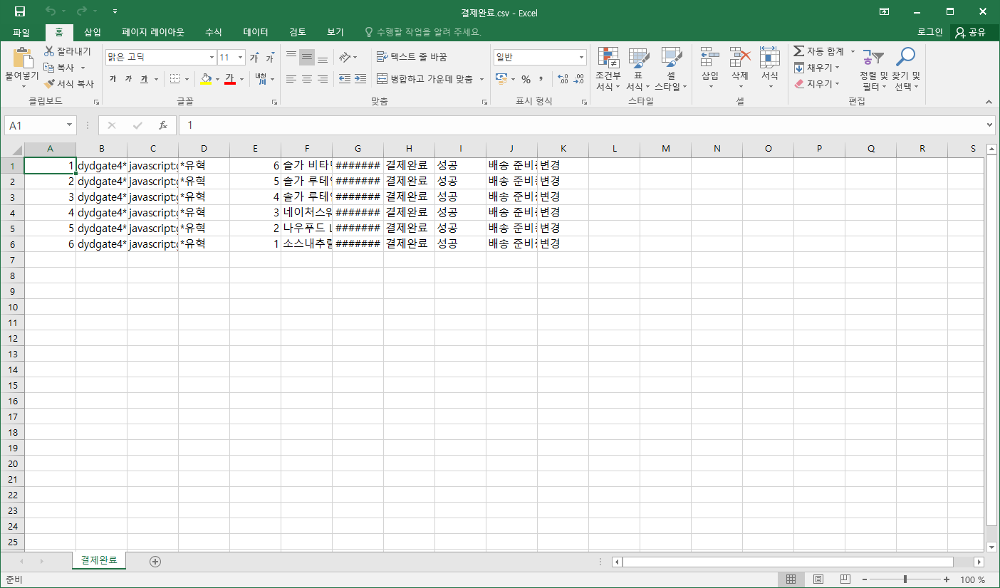 결제완료.csv - Excel
파일 홈 삽입 페이지 레이아웃 수식 데이터 검토 보기 수행할 작업을 알려 주세요. 로그인 공유
붙여넣기 잘라내기 복사 서식 복사
클립보드
맑은 고딕 11 가 가
가 가 가 가 내천 川
글꼴
텍스트 줄 바꿈
병합하고 가운데 맞춤
맞춤
일반
% , .0 .00 .00 .0
표시 형식
조건부 서식 표 서식 셀 스타일
스타일
삽입 삭제 서식
셀
자동 합계
채우기
지우기
정렬 및 필터 찾기 및 선택
편집
A1 fx 1
A B C D E F G H I J K L M N O P Q R S
1 1 dydgate4* javascript: *유혁 6 솔가 비타 ####### 결제완료 성공 배송 준비 변경
2 2 dydgate4* javascript: *유혁 5 솔가 루테 ####### 결제완료 성공 배송 준비 변경
3 3 dydgate4* javascript: *유혁 4 솔가 루테 ####### 결제완료 성공 배송 준비 변경
4 4 dydgate4* javascript: *유혁 3 네이처스 ####### 결제완료 성공 배송 준비 변경
5 5 dydgate4* javascript: *유혁 2 나우푸드 L ####### 결제완료 성공 배송 준비 변경
6 6 dydgate4* javascript: *유혁 1 소스내추 ####### 결제완료 성공 배송 준비 변경
7
8
9
10
11
12
13
14
15
16
17
18
19
20
21
22
23
24
25
결제완료
준비 100 %